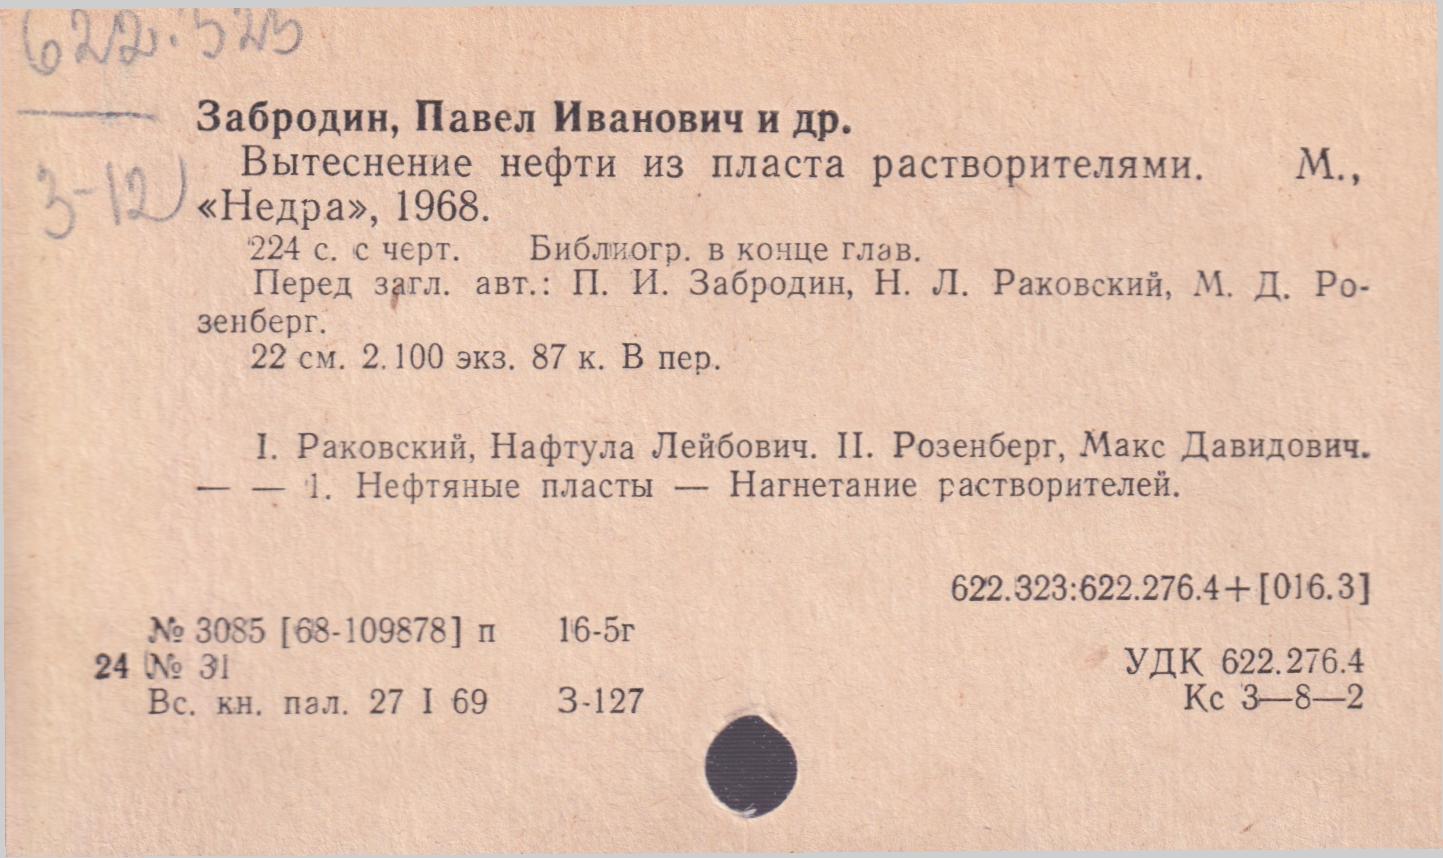 622.323
3-12
Забродин, Павел Иванович и др.
Вытеснение нефти из пласта растворителями. М.,
«Недра», 1968.
224 с. с черт. Библиогр. в конце глав.
Перед загл. авт.: П. И. Забродин, Н. Л. Раковский, М. Д. Ро-
зенберг.
22 см. 2.100 экз. 87 к. В пер.
I. Раковский, Нафтула Лейбович. II. Розенберг, Макс Давидович.
— — 1. Нефтяные пласты — Нагнетание растворителей.
622.323:622.276.4+[016.3]
№ 3085 [68-109878] п 16-5г
24 № 31
УДК 622.276.4
Вс. кн. пал. 27 I 69 З-127
Кс 3—8—2